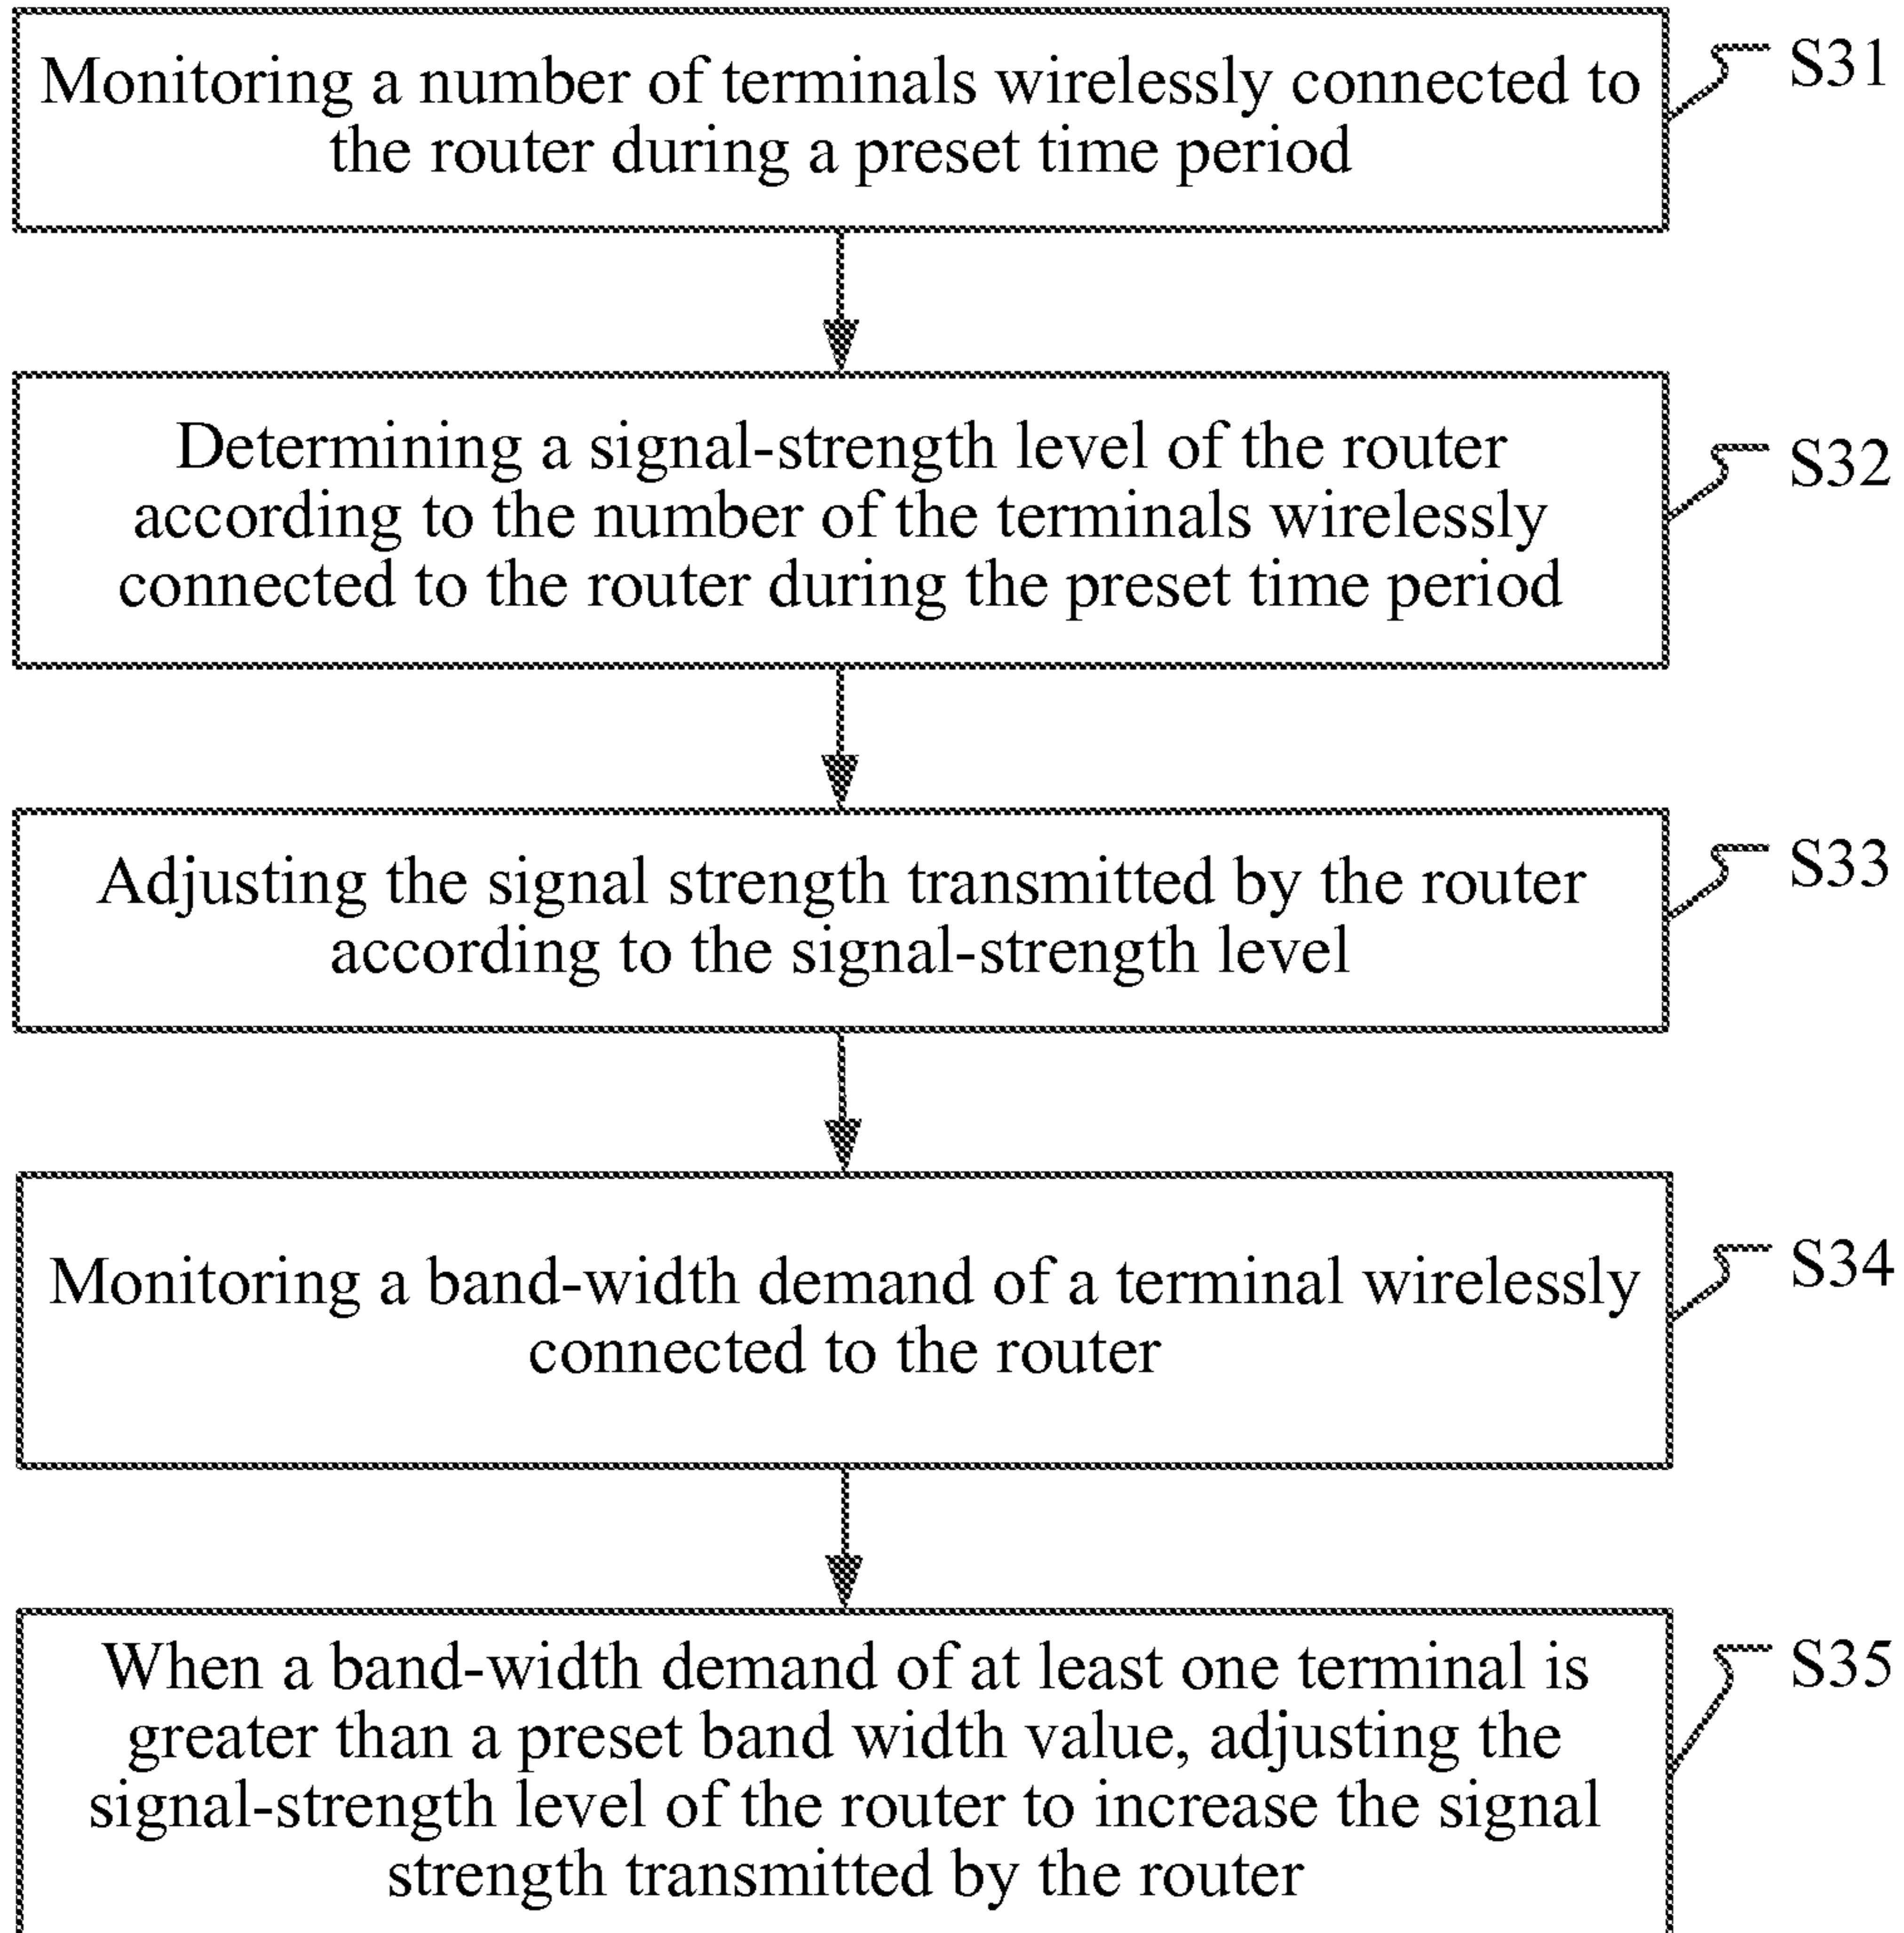 Monitoring a number of terminals wirelessly connected to
the router during a preset time period
S31
Determining a signal-strength level of the router
according to the number of the terminals wirelessly
connected to the router during the preset time period
S32
Adjusting the signal strength transmitted by the router
according to the signal-strength level
S33
Monitoring a band-width demand of a terminal wirelessly
connected to the router
S34
When a band-width demand of at least one terminal is
greater than a preset band width value, adjusting the
signal-strength level of the router to increase the signal
strength transmitted by the router
S35